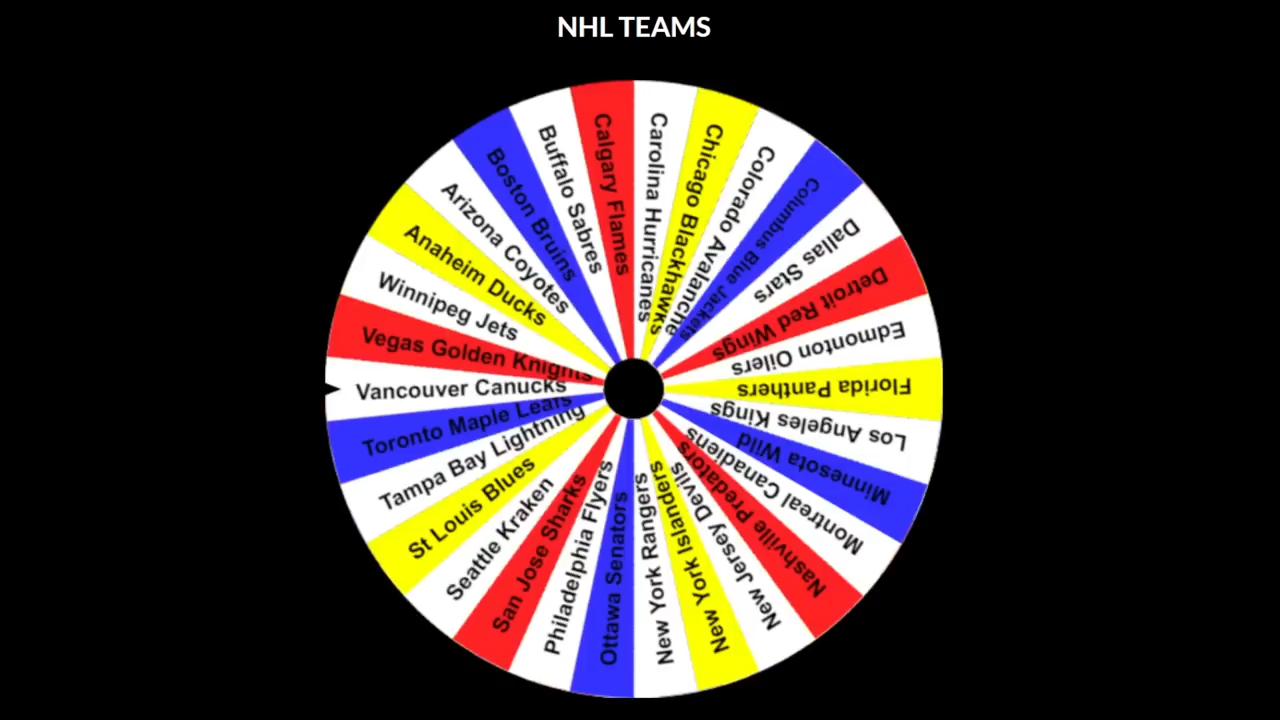 NHL TEAMS
Carolina Hurricanes
Chicago Blackhawks
Colorado Avalanche
Columbus Blue Jackets
Dallas Stars
Detroit Red Wings
Edmonton Oilers
Florida Panthers
Los Angeles Kings
Minnesota Wild
Montreal Canadiens
Nashville Predators
New Jersey Devils
New York Islanders
New York Rangers
Ottawa Senators
Philadelphia Flyers
San Jose Sharks
Seattle Kraken
St Louis Blues
Tampa Bay Lightning
Toronto Maple Leafs
Vancouver Canucks
Vegas Golden Knights
Winnipeg Jets
Anaheim Ducks
Arizona Coyotes
Boston Bruins
Buffalo Sabres
Calgary Flames